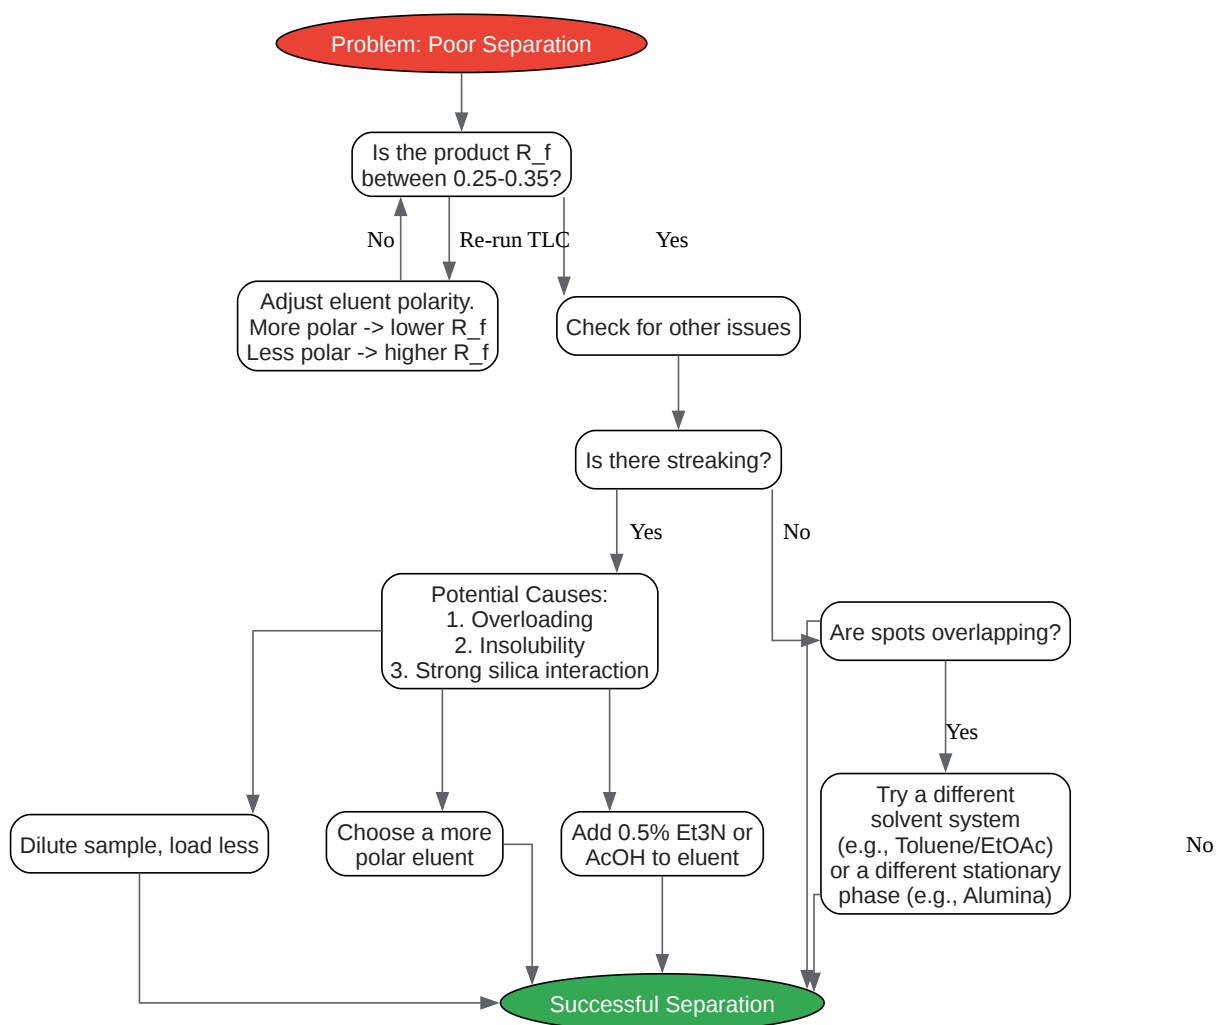 Problem: Poor Separation
Is the product R_f
between 0.25-0.35?
No
Re-run TLC
Yes
Adjust eluent polarity.
More polar -> lower R_f
Less polar -> higher R_f
Check for other issues
Is there streaking?
Yes
No
Potential Causes:
1. Overloading
2. Insolubility
3. Strong silica interaction
Are spots overlapping?
Yes
Dilute sample, load less
Choose a more
polar eluent
Add 0.5% Et3N or
AcOH to eluent
Try a different
solvent system
(e.g., Toluene/EtOAc)
or a different stationary
phase (e.g., Alumina)
No
Successful Separation